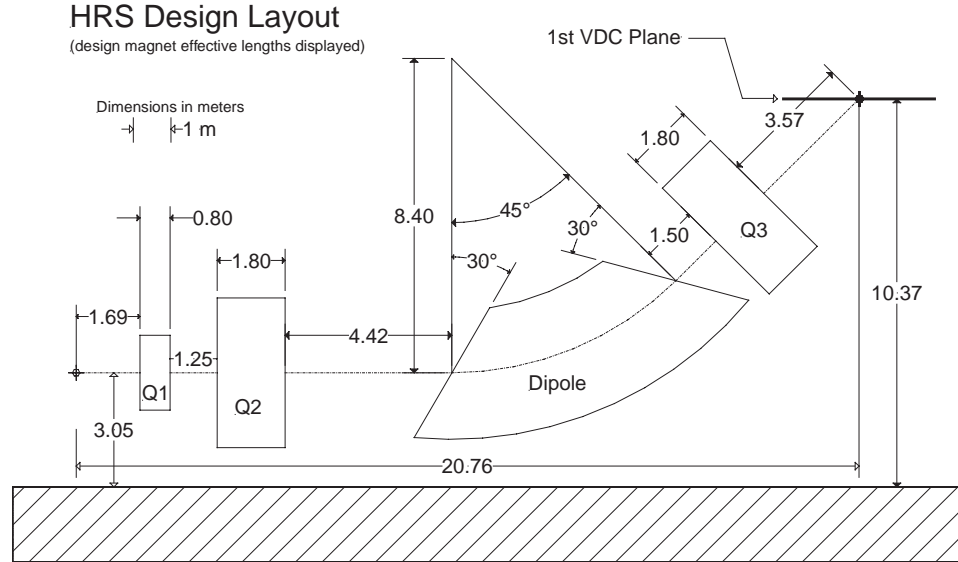 HRS Design Layout
(design magnet effective lengths displayed)
1st VDC Plane
Dimensions in meters
1 m
3.57
1.80
0.80
8.40
45°
30°
1.50
Q3
30°
1.80
10.37
1.69
4.42
1.25
Dipole
Q1
Q2
3.05
20.76